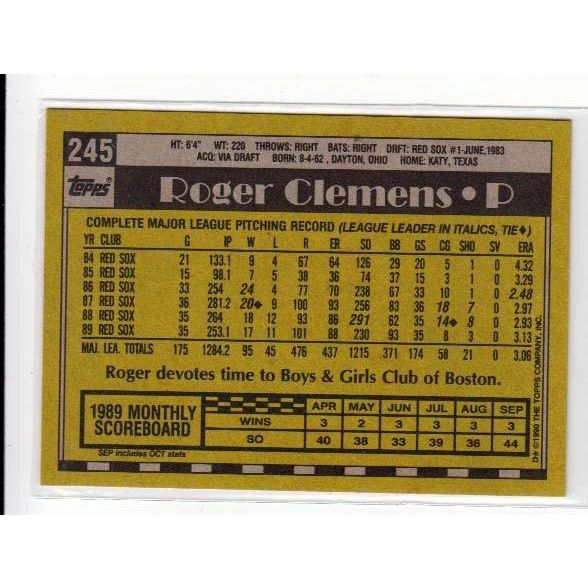 245
HT: 6'4" WT: 220 THROWS: RIGHT BATS: RIGHT DRFT: RED SOX #1-JUNE, 1983
ACQ: VIA DRAFT BORN: 8-4-62, DAYTON, OHIO HOME: KATY, TEXAS
Topps
Roger Clemens • P
COMPLETE MAJOR LEAGUE PITCHING RECORD (LEAGUE LEADER IN ITALICS, TIE♦)
YR CLUB G IP W L R ER SO BB GS CG SHO SV ERA
84 RED SOX 21 133.1 9 4 67 64 126 29 20 5 1 0 4.32
85 RED SOX 15 98.1 7 5 38 36 74 37 15 3 1 0 3.29
86 RED SOX 33 254 24 4 77 70 238 67 33 10 1 0 2.48
87 RED SOX 36 281.2 20♦ 9 100 93 256 83 36 18 7 0 2.97
88 RED SOX 35 264 18 12 93 86 291 62 35 14♦ 8 0 2.93
89 RED SOX 35 253.1 17 11 101 88 230 93 35 8 3 0 3.13
MAJ. LEA. TOTALS 175 1284.2 95 45 476 437 1215 371 174 58 21 0 3.06
Roger devotes time to Boys & Girls Club of Boston.
1989 MONTHLY SCOREBOARD
SEP includes OCT stats
APR MAY JUN JUL AUG SEP
WINS 3 2 3 3 3 3
SO 40 38 33 39 36 44
D* ©1990 THE TOPPS COMPANY, INC.